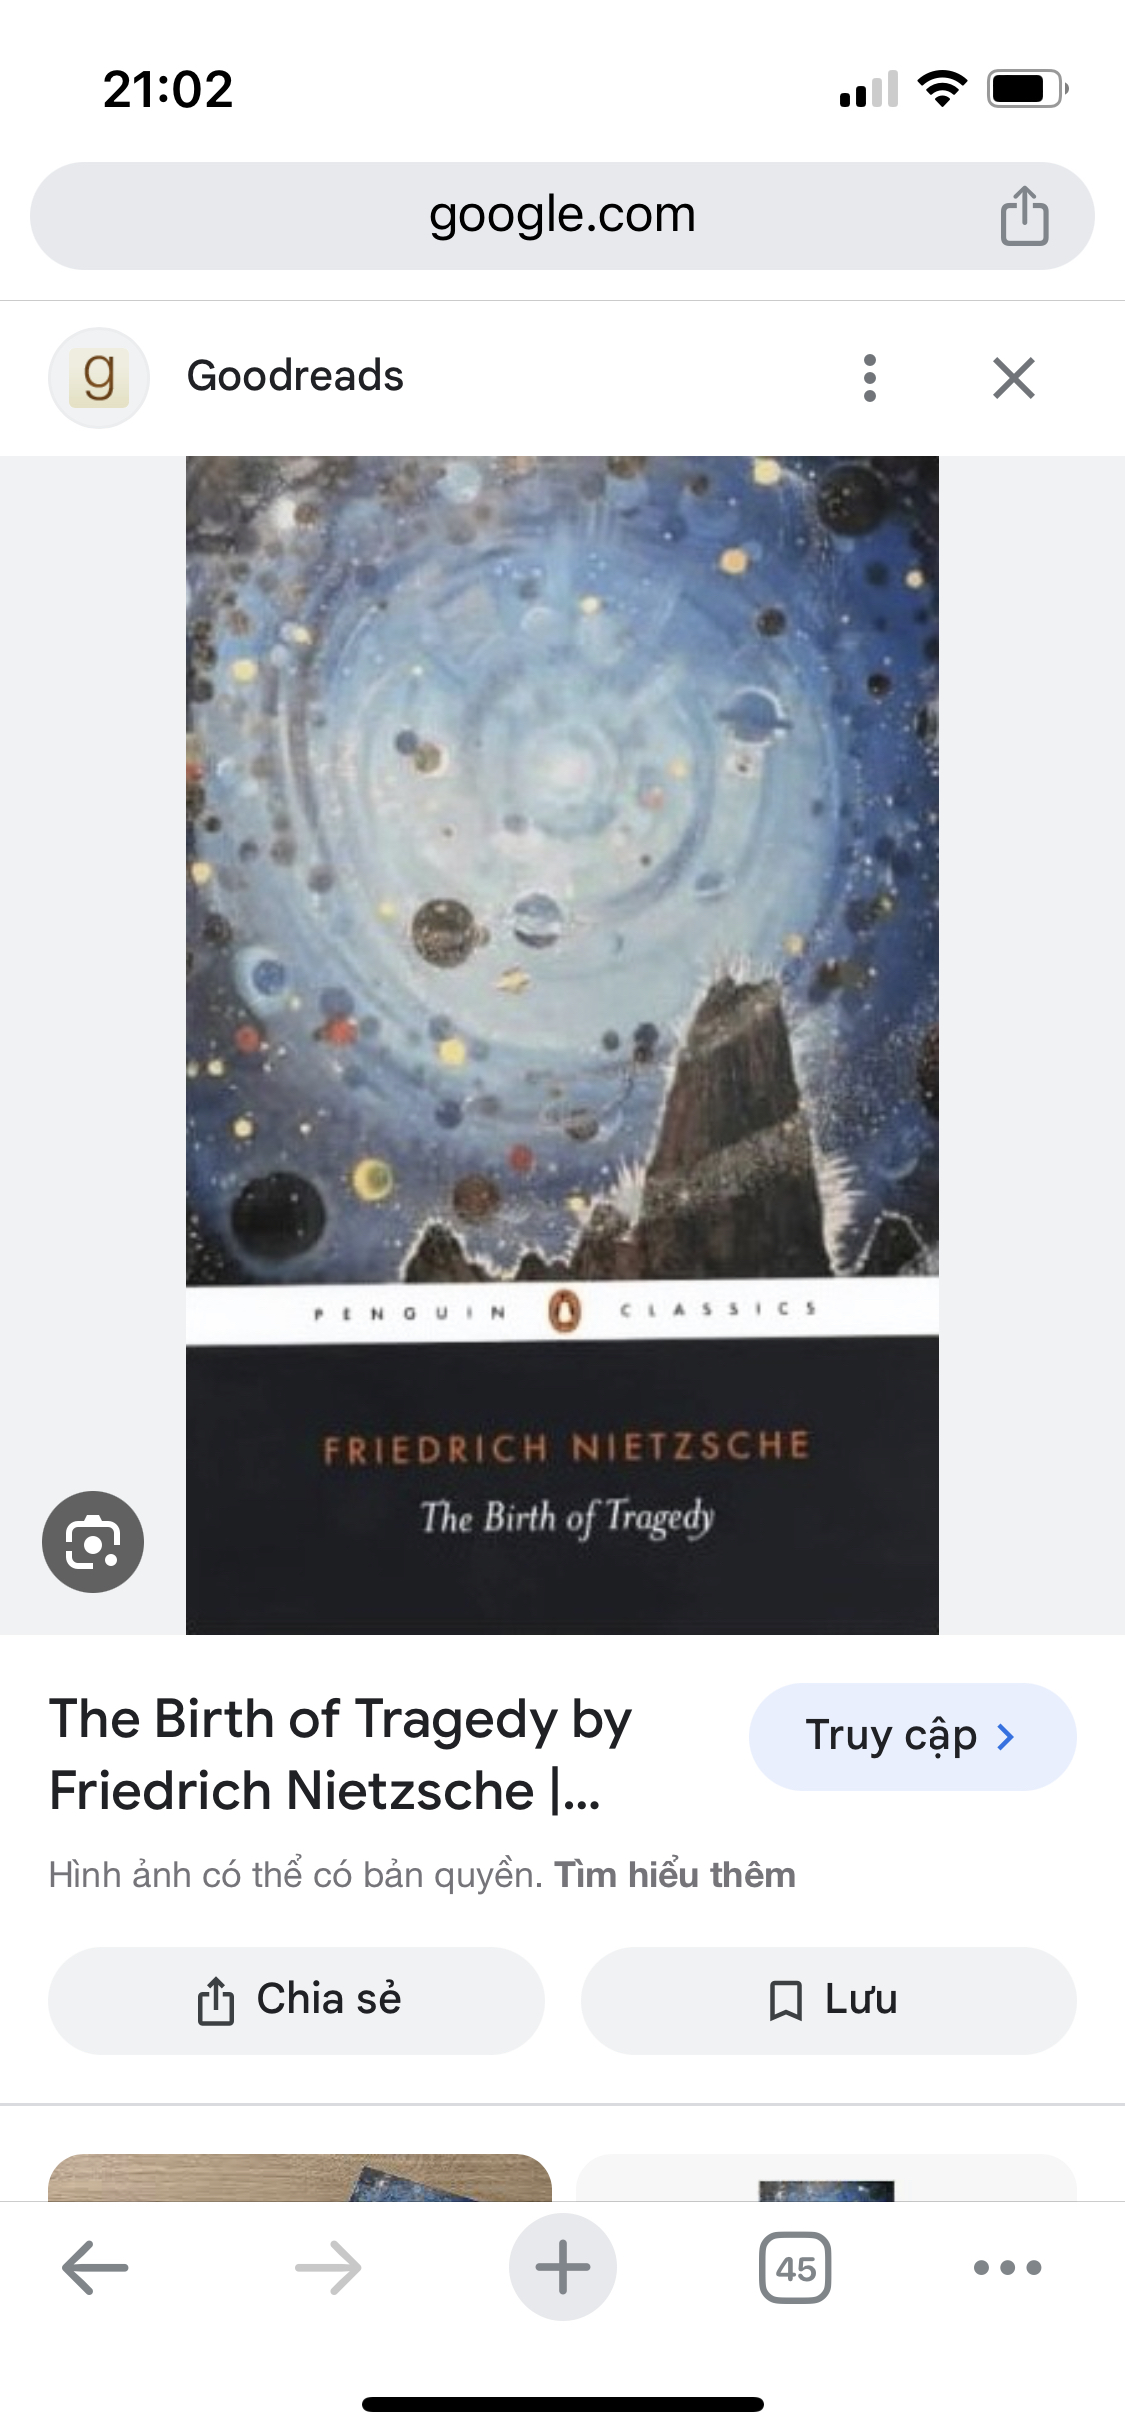 21:02
google.com
g
Goodreads
PENGUIN CLASSICS
FRIEDRICH NIETZSCHE
The Birth of Tragedy
The Birth of Tragedy by
Friedrich Nietzsche |...
Truy cập
Hình ảnh có thể có bản quyền. Tìm hiểu thêm
Chia sẻ
Lưu
45